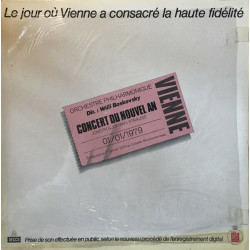 Le jour où Vienne a consacré la haute fidélité
ORCHESTRE PHILHARMONIQUE
Dir. : Willi Boskovsky
CONCERT DU NOUVEL AN
01/01/1979
VIENNE
DECCA
Prise de son effectuée en public, selon le nouveau procédé de l'enregistrement digital